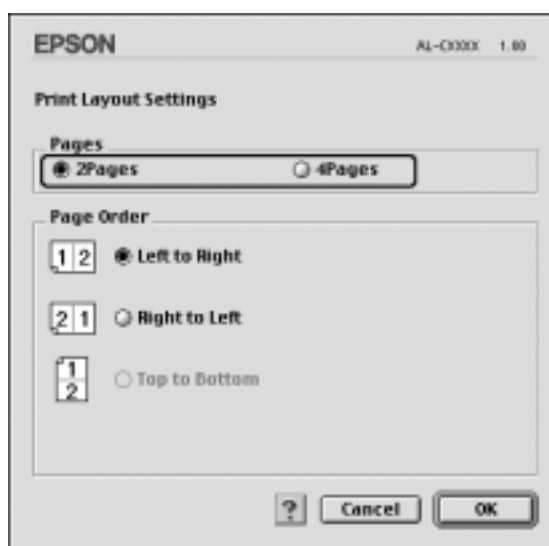 EPSON AL-CXXXX 1.00
Print Layout Settings
Pages
2Pages 4Pages
Page Order
1 2 Left to Right
2 1 Right to Left
1
2 Top to Bottom
? Cancel OK